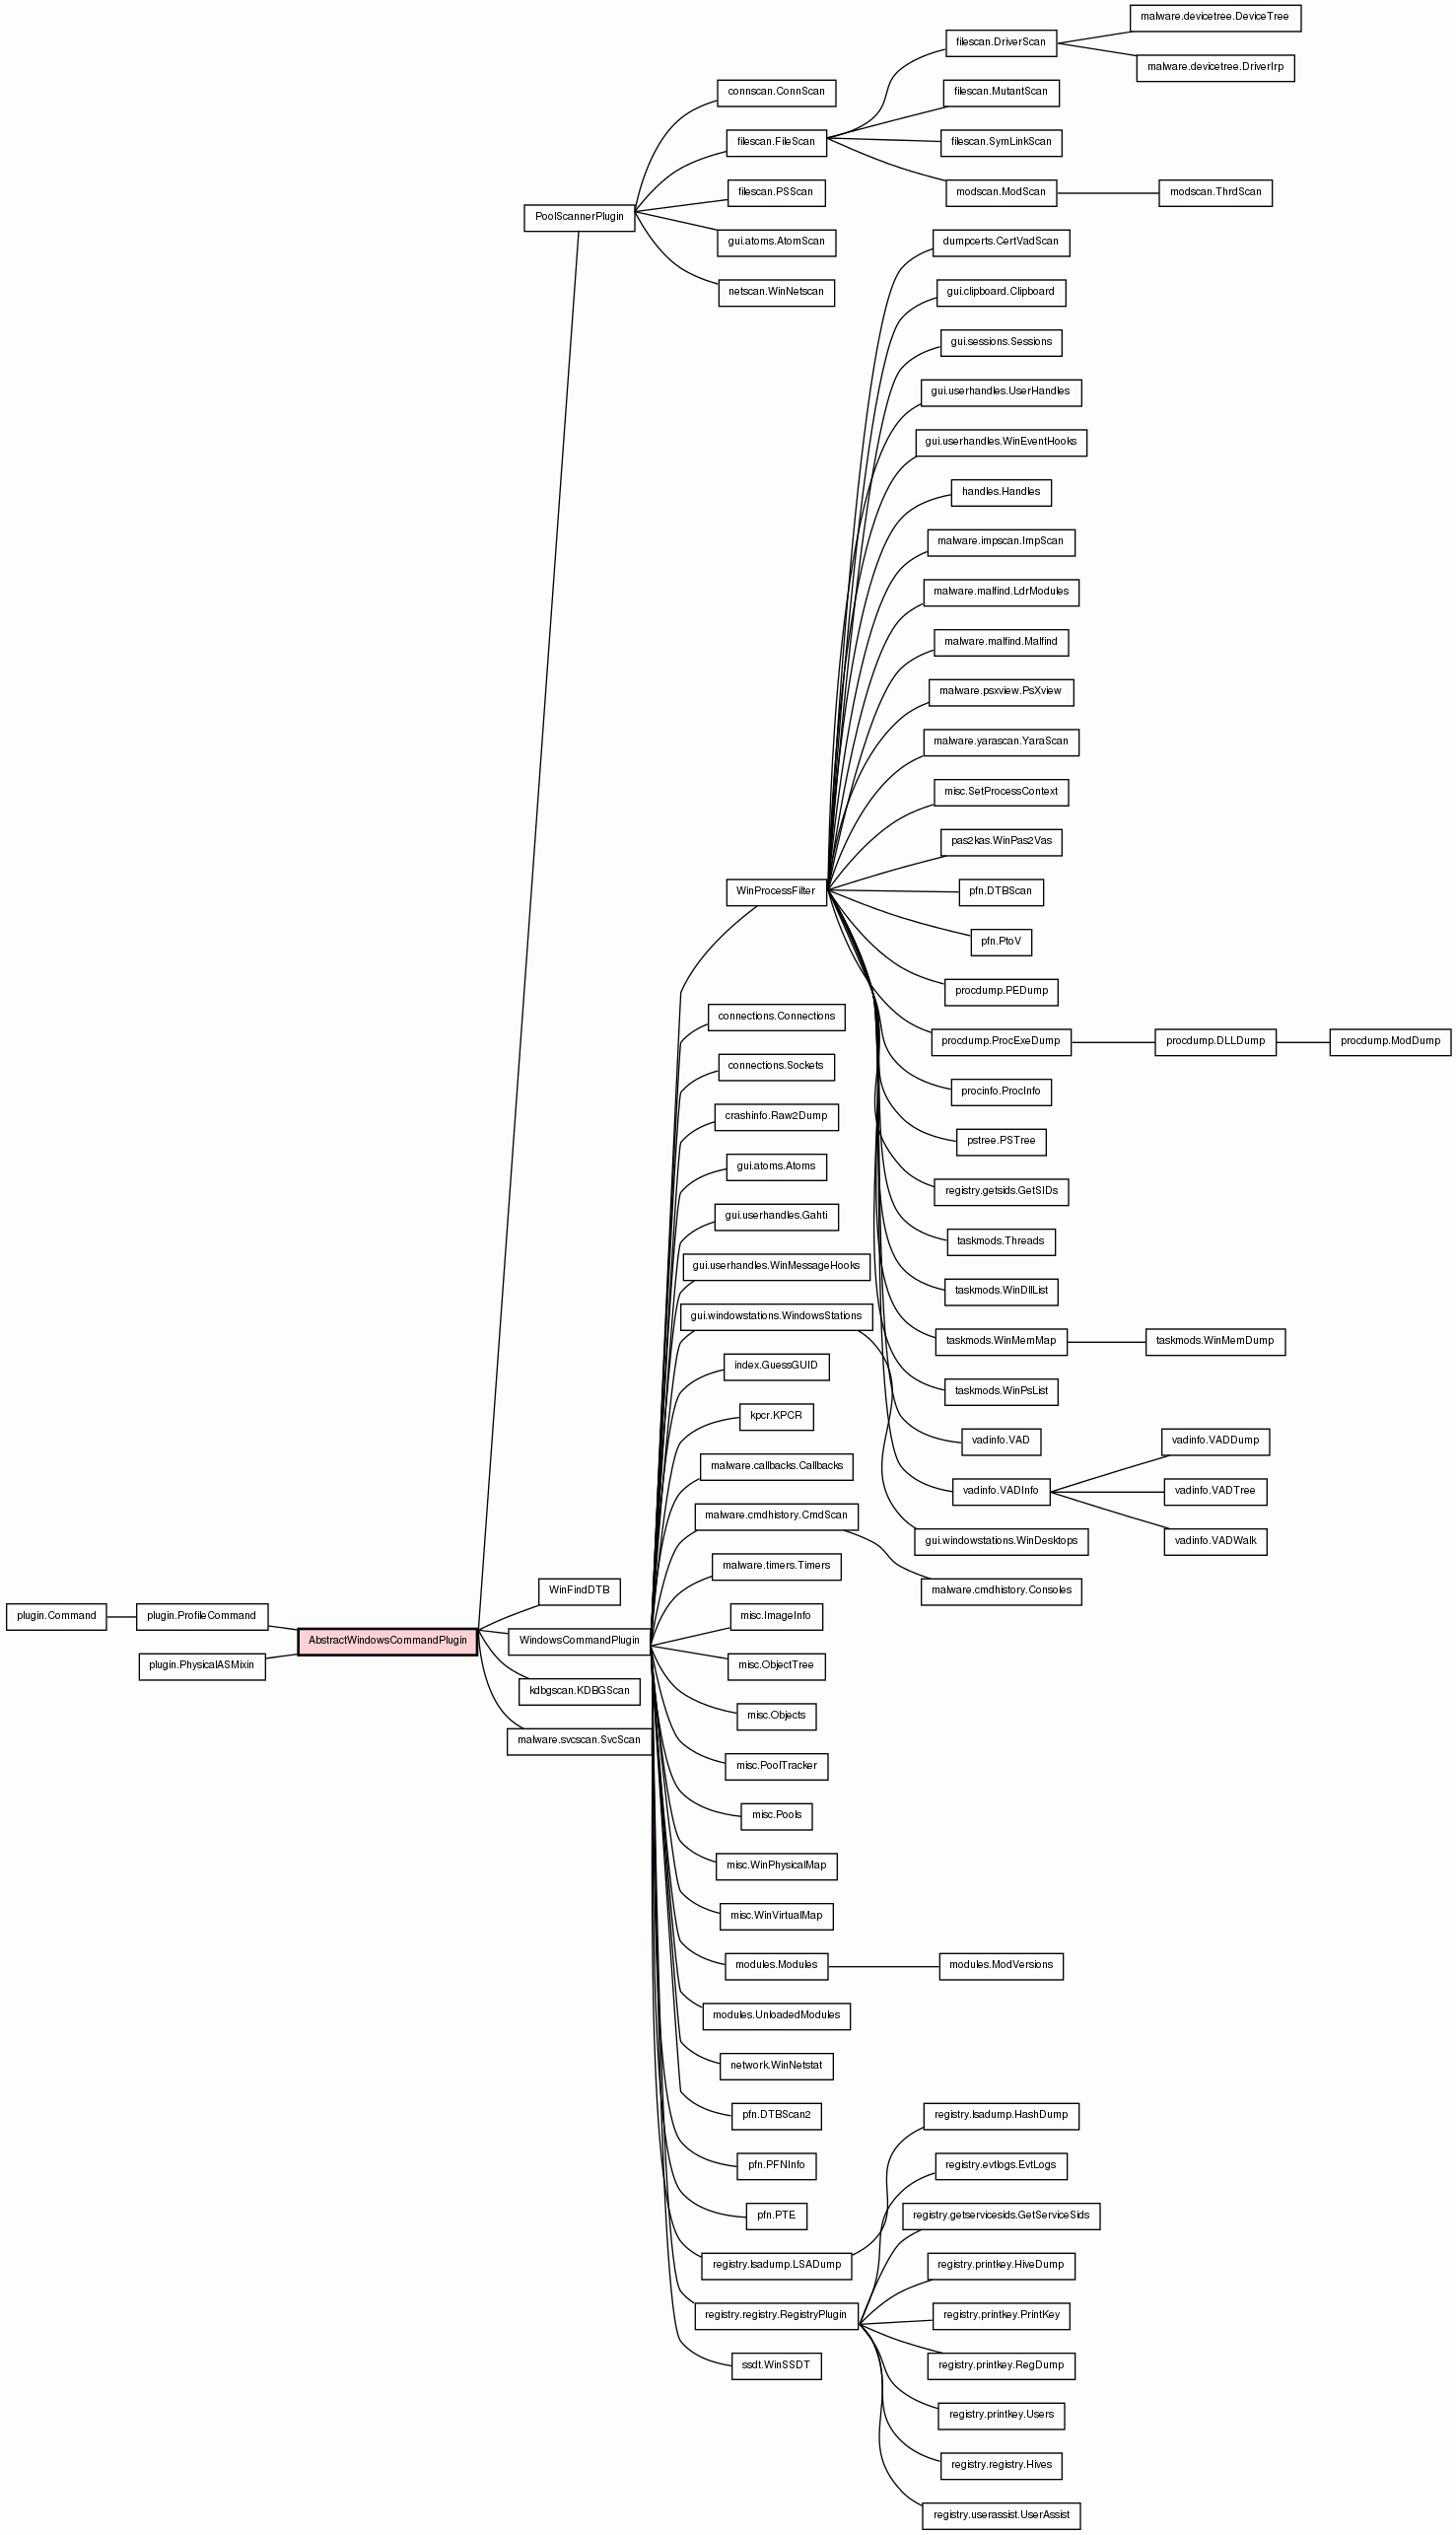 malware.devicetree.DeviceTree
filescan.DriverScan
malware.devicetree.DriverIrp
connscan.ConnScan
filescan.MutantScan
filescan.FileScan
filescan.SymLinkScan
filescan.PSScan
modscan.ModScan
modscan.ThrdScan
PoolScannerPlugin
gui.atoms.AtomScan
dumpcerts.CertVadScan
netscan.WinNetscan
gui.clipboard.Clipboard
gui.sessions.Sessions
gui.userhandles.UserHandles
gui.userhandles.WinEventHooks
handles.Handles
malware.impscan.ImpScan
malware.malfind.LdrModules
malware.malfind.Malfind
malware.psxview.PsXview
malware.yarascan.YaraScan
misc.SetProcessContext
pas2kas.WinPas2Vas
WinProcessFilter
pfn.DTBScan
pfn.PtoV
procdump.PEDump
connections.Connections
procdump.ProcExeDump
procdump.DLLDump
procdump.ModDump
connections.Sockets
procinfo.ProcInfo
crashinfo.Raw2Dump
pstree.PSTree
gui.atoms.Atoms
registry.getsids.GetSIDs
gui.userhandles.Gahti
taskmods.Threads
gui.userhandles.WinMessageHooks
taskmods.WinDllList
gui.windowstations.WindowsStations
taskmods.WinMemMap
taskmods.WinMemDump
index.GuessGUID
taskmods.WinPsList
kpcr.KPCR
vadinfo.VAD
vadinfo.VADDump
malware.callbacks.Callbacks
vadinfo.VADInfo
vadinfo.VADTree
malware.cmdhistory.CmdScan
gui.windowstations.WinDesktops
vadinfo.VADWalk
malware.timers.Timers
WinFindDTB
malware.cmdhistory.Consoles
plugin.Command
plugin.ProfileCommand
misc.ImageInfo
AbstractWindowsCommandPlugin
WindowsCommandPlugin
plugin.PhysicalASMixin
misc.ObjectTree
kdbgscan.KDBGScan
misc.Objects
malware.svcscan.SvcScan
misc.PoolTracker
misc.Pools
misc.WinPhysicalMap
misc.WinVirtualMap
modules.Modules
modules.ModVersions
modules.UnloadedModules
network.WinNetstat
pfn.DTBScan2
registry.lsadump.HashDump
pfn.PFNInfo
registry.evtlogs.EvtLogs
pfn.PTE
registry.getservicesids.GetServiceSids
registry.lsadump.LSADump
registry.printkey.HiveDump
registry.registry.RegistryPlugin
registry.printkey.PrintKey
ssdt.WinSSDT
registry.printkey.RegDump
registry.printkey.Users
registry.registry.Hives
registry.userassist.UserAssist